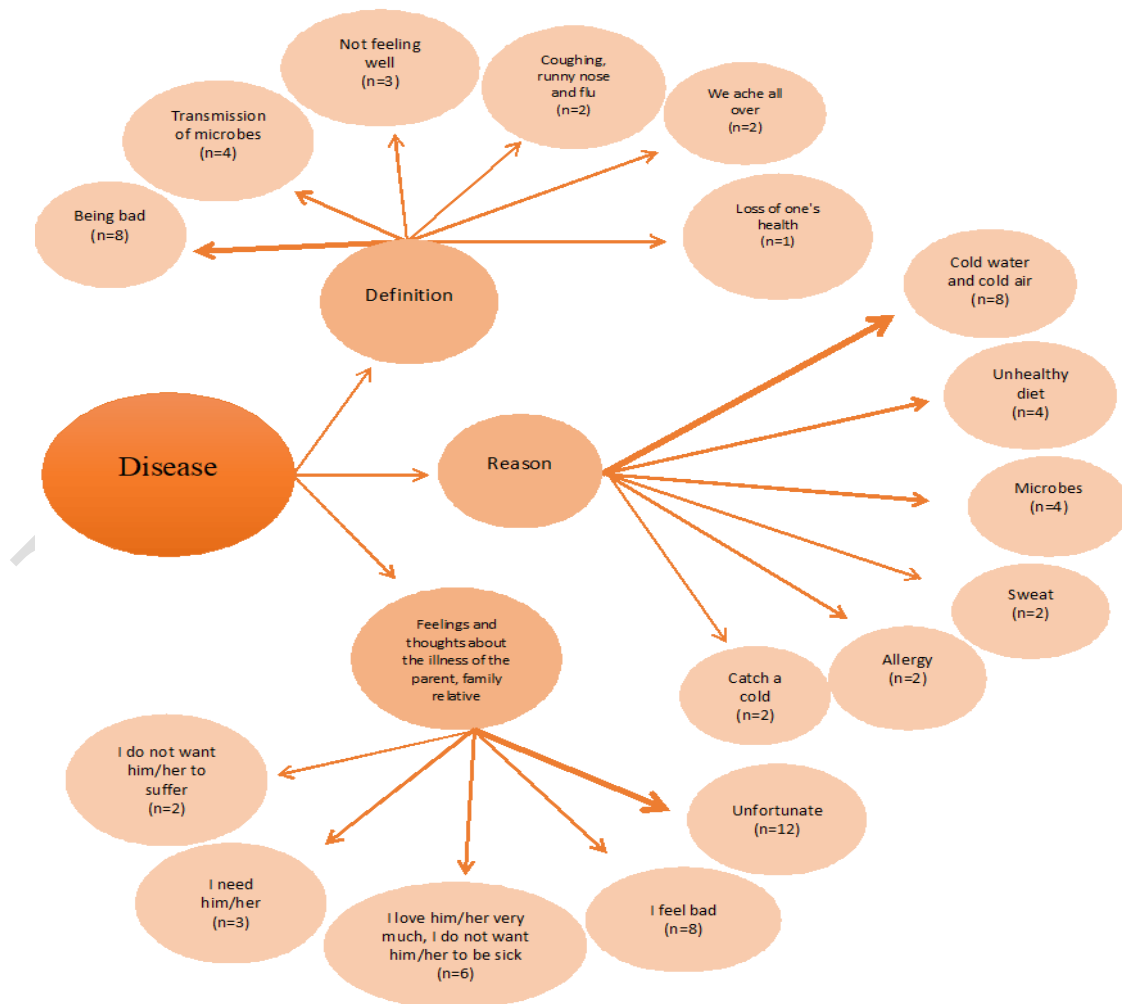 Not feeling
well
(n=3)
Coughing,
runny nose
and flu
(n=2)
We ache all
over
(n=2)
Transmission
of microbes
(n=4)
Being bad
(n=8)
Loss of one's
health
(n=1)
Definition
Cold water
and cold air
(n=8)
Unhealthy
diet
(n=4)
Disease
Reason
Microbes
(n=4)
Sweat
(n=2)
Allergy
(n=2)
Catch a
cold
(n=2)
Feelings and
thoughts about
the illness of the
parent, family
relative
I do not want
him/her to
suffer
(n=2)
I need
him/her
(n=3)
I love him/her very
much, I do not want
him/her to be sick
(n=6)
I feel bad
(n=8)
Unfortunate
(n=12)